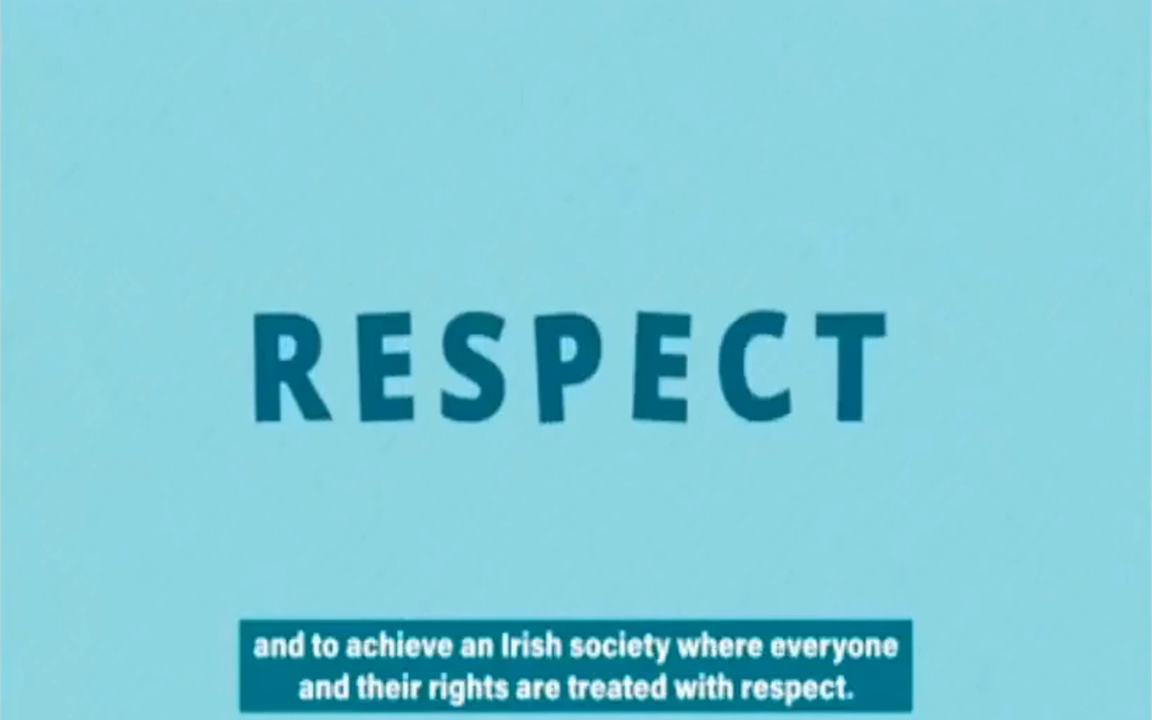 RESPECT
and to achieve an Irish society where everyone
and their rights are treated with respect.